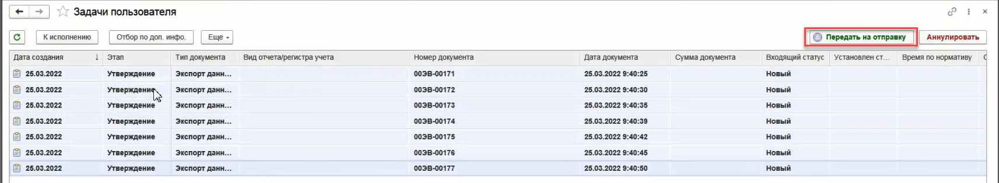 Задачи пользователя
К исполнению Отбор по доп. инфо. Еще Передать на отправку Аннулировать
Дата создания ↓ Этап Тип документа Вид отчета/регистра учета Номер документа Дата документа Сумма документа Входящий статус Установлен ст... Время по нормативу
25.03.2022 Утверждение Экспорт данн... 00ЭВ-00171 25.03.2022 9:40:25 Новый
25.03.2022 Утверждение Экспорт данн... 00ЭВ-00172 25.03.2022 9:40:30 Новый
25.03.2022 Утверждение Экспорт данн... 00ЭВ-00173 25.03.2022 9:40:35 Новый
25.03.2022 Утверждение Экспорт данн... 00ЭВ-00174 25.03.2022 9:40:39 Новый
25.03.2022 Утверждение Экспорт данн... 00ЭВ-00175 25.03.2022 9:40:42 Новый
25.03.2022 Утверждение Экспорт данн... 00ЭВ-00176 25.03.2022 9:40:45 Новый
25.03.2022 Утверждение Экспорт данн... 00ЭВ-00177 25.03.2022 9:40:50 Новый